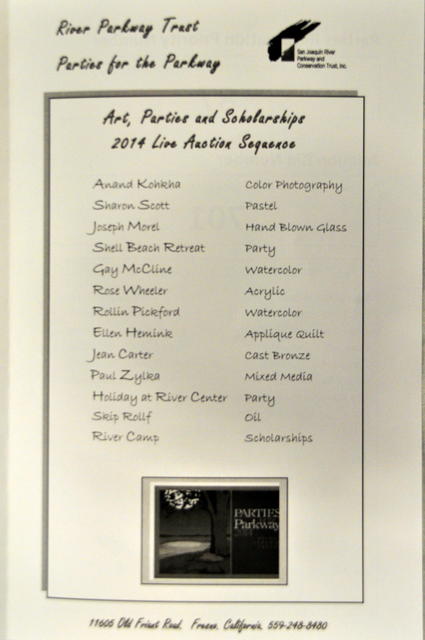 River Parkway Trust
Parties for the Parkway
San Joaquin River
Parkway and
Conservation Trust, Inc.
Art, Parties and Scholarships
2014 Live Auction Sequence
Anand Kohkha Color Photography
Sharon Scott Pastel
Joseph Morel Hand Blown Glass
Shell Beach Retreat Party
Gay McCline Watercolor
Rose Wheeler Acrylic
Rollin Pickford Watercolor
Ellen Hemink Applique Quilt
Jean Carter Cast Bronze
Paul Zylka Mixed Media
Holiday at River Center Party
Skip Rollf Oil
River Camp Scholarships
PARTIES
Parkway
2014
11605 Old Friant Road, Fresno, California, 559-248-8480